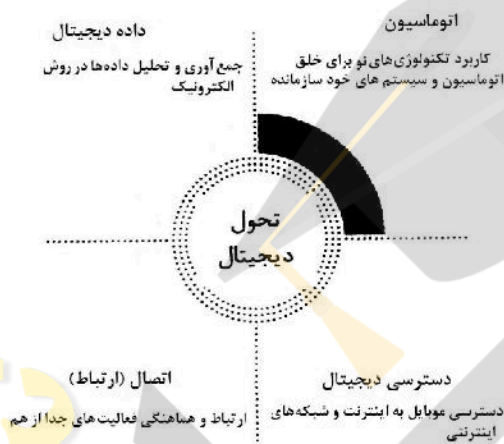 اتوماسیون
کاربرد تکنولوژی‌های نو برای خلق
اتوماسیون و سیستم های خود سازمانده
داده دیجیتال
جمع آوری و تحلیل داده‌ها در روش
الکترونیک
تحول
دیجیتال
دسترسی دیجیتال
دسترسی موبایل به اینترنت و شبکه‌های
اینترنتی
اتصال (ارتباط)
ارتباط و هماهنگی فعالیت‌های جدا از هم